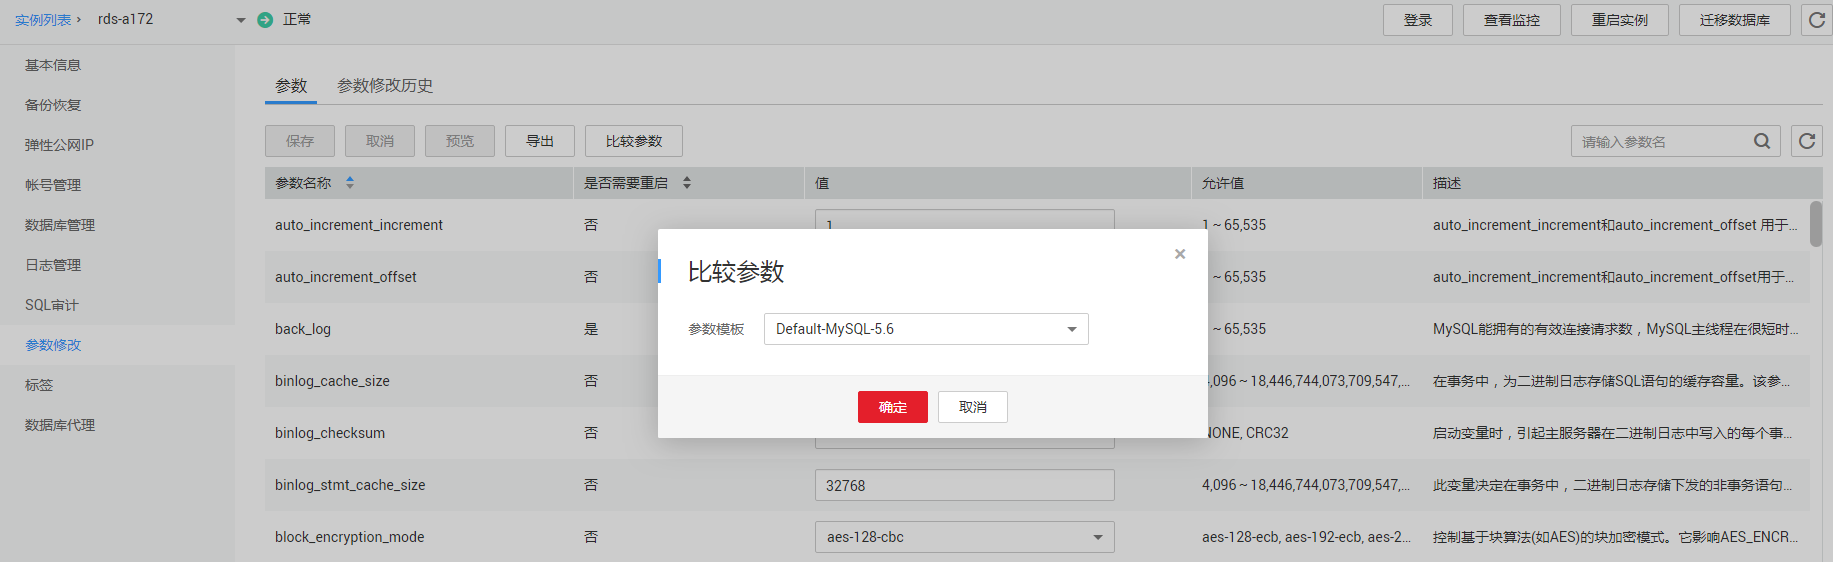 实例列表 › rds-a172 正常 登录 查看监控 重启实例 迁移数据库
基本信息
备份恢复
弹性公网IP
帐号管理
数据库管理
日志管理
SQL审计
参数修改
标签
数据库代理
参数 参数修改历史
保存 取消 预览 导出 比较参数 请输入参数名
参数名称 是否需要重启 值 允许值 描述
auto_increment_increment 否 1 1 ~ 65,535 auto_increment_increment和auto_increment_offset 用于...
auto_increment_offset 否 ~ 65,535 auto_increment_increment和auto_increment_offset用于...
back_log 是 ~ 65,535 MySQL能拥有的有效连接请求数，MySQL主线程在很短时...
binlog_cache_size 否 4,096 ~ 18,446,744,073,709,547,... 在事务中，为二进制日志存储SQL语句的缓存容量。该参...
binlog_checksum 否 NONE, CRC32 启动变量时，引起主服务器在二进制日志中写入的每个事...
binlog_stmt_cache_size 否 32768 4,096 ~ 18,446,744,073,709,547,... 此变量决定在事务中，二进制日志存储下发的非事务语句...
block_encryption_mode 否 aes-128-cbc aes-128-ecb, aes-192-ecb, aes-2... 控制基于块算法(如AES)的块加密模式。它影响AES_ENCR...
比较参数 ×
参数模板 Default-MySQL-5.6
确定 取消